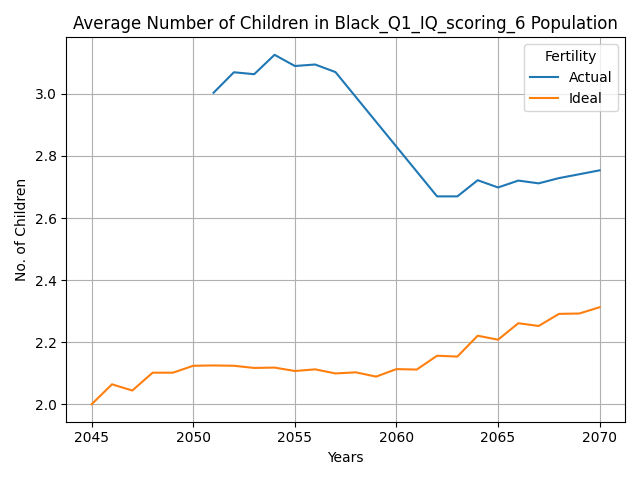 Average Number of Children in Black_Q1_IQ_scoring_6 Population
Fertility
Actual
Ideal
No. of Children
3.0
2.8
2.6
2.4
2.2
2.0
2045 2050 2055 2060 2065 2070
Years